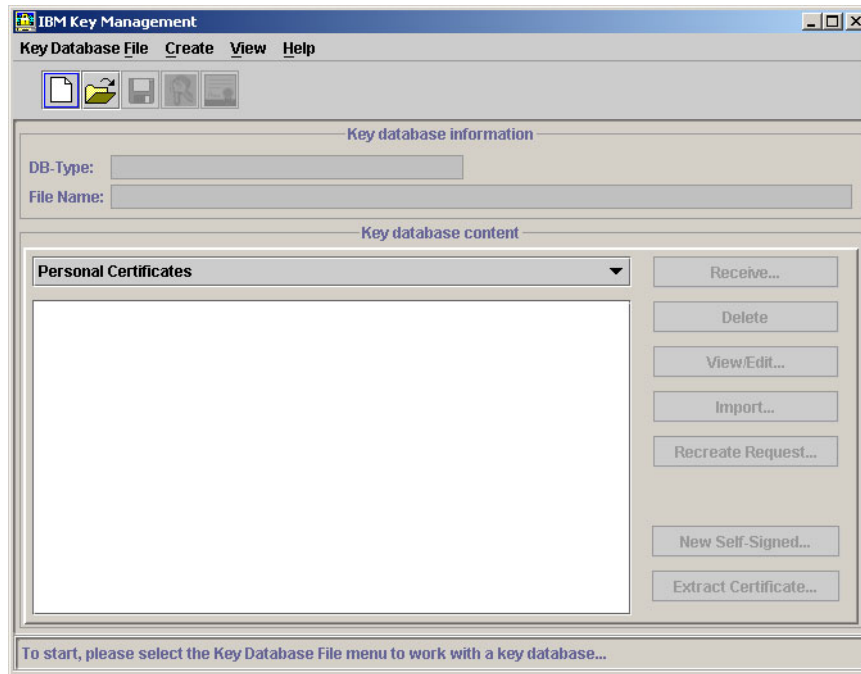 IBM Key Management
Key Database File Create View Help
Key database information
DB-Type:
File Name:
Key database content
Personal Certificates
Receive...
Delete
View/Edit...
Import...
Recreate Request...
New Self-Signed...
Extract Certificate...
To start, please select the Key Database File menu to work with a key database...